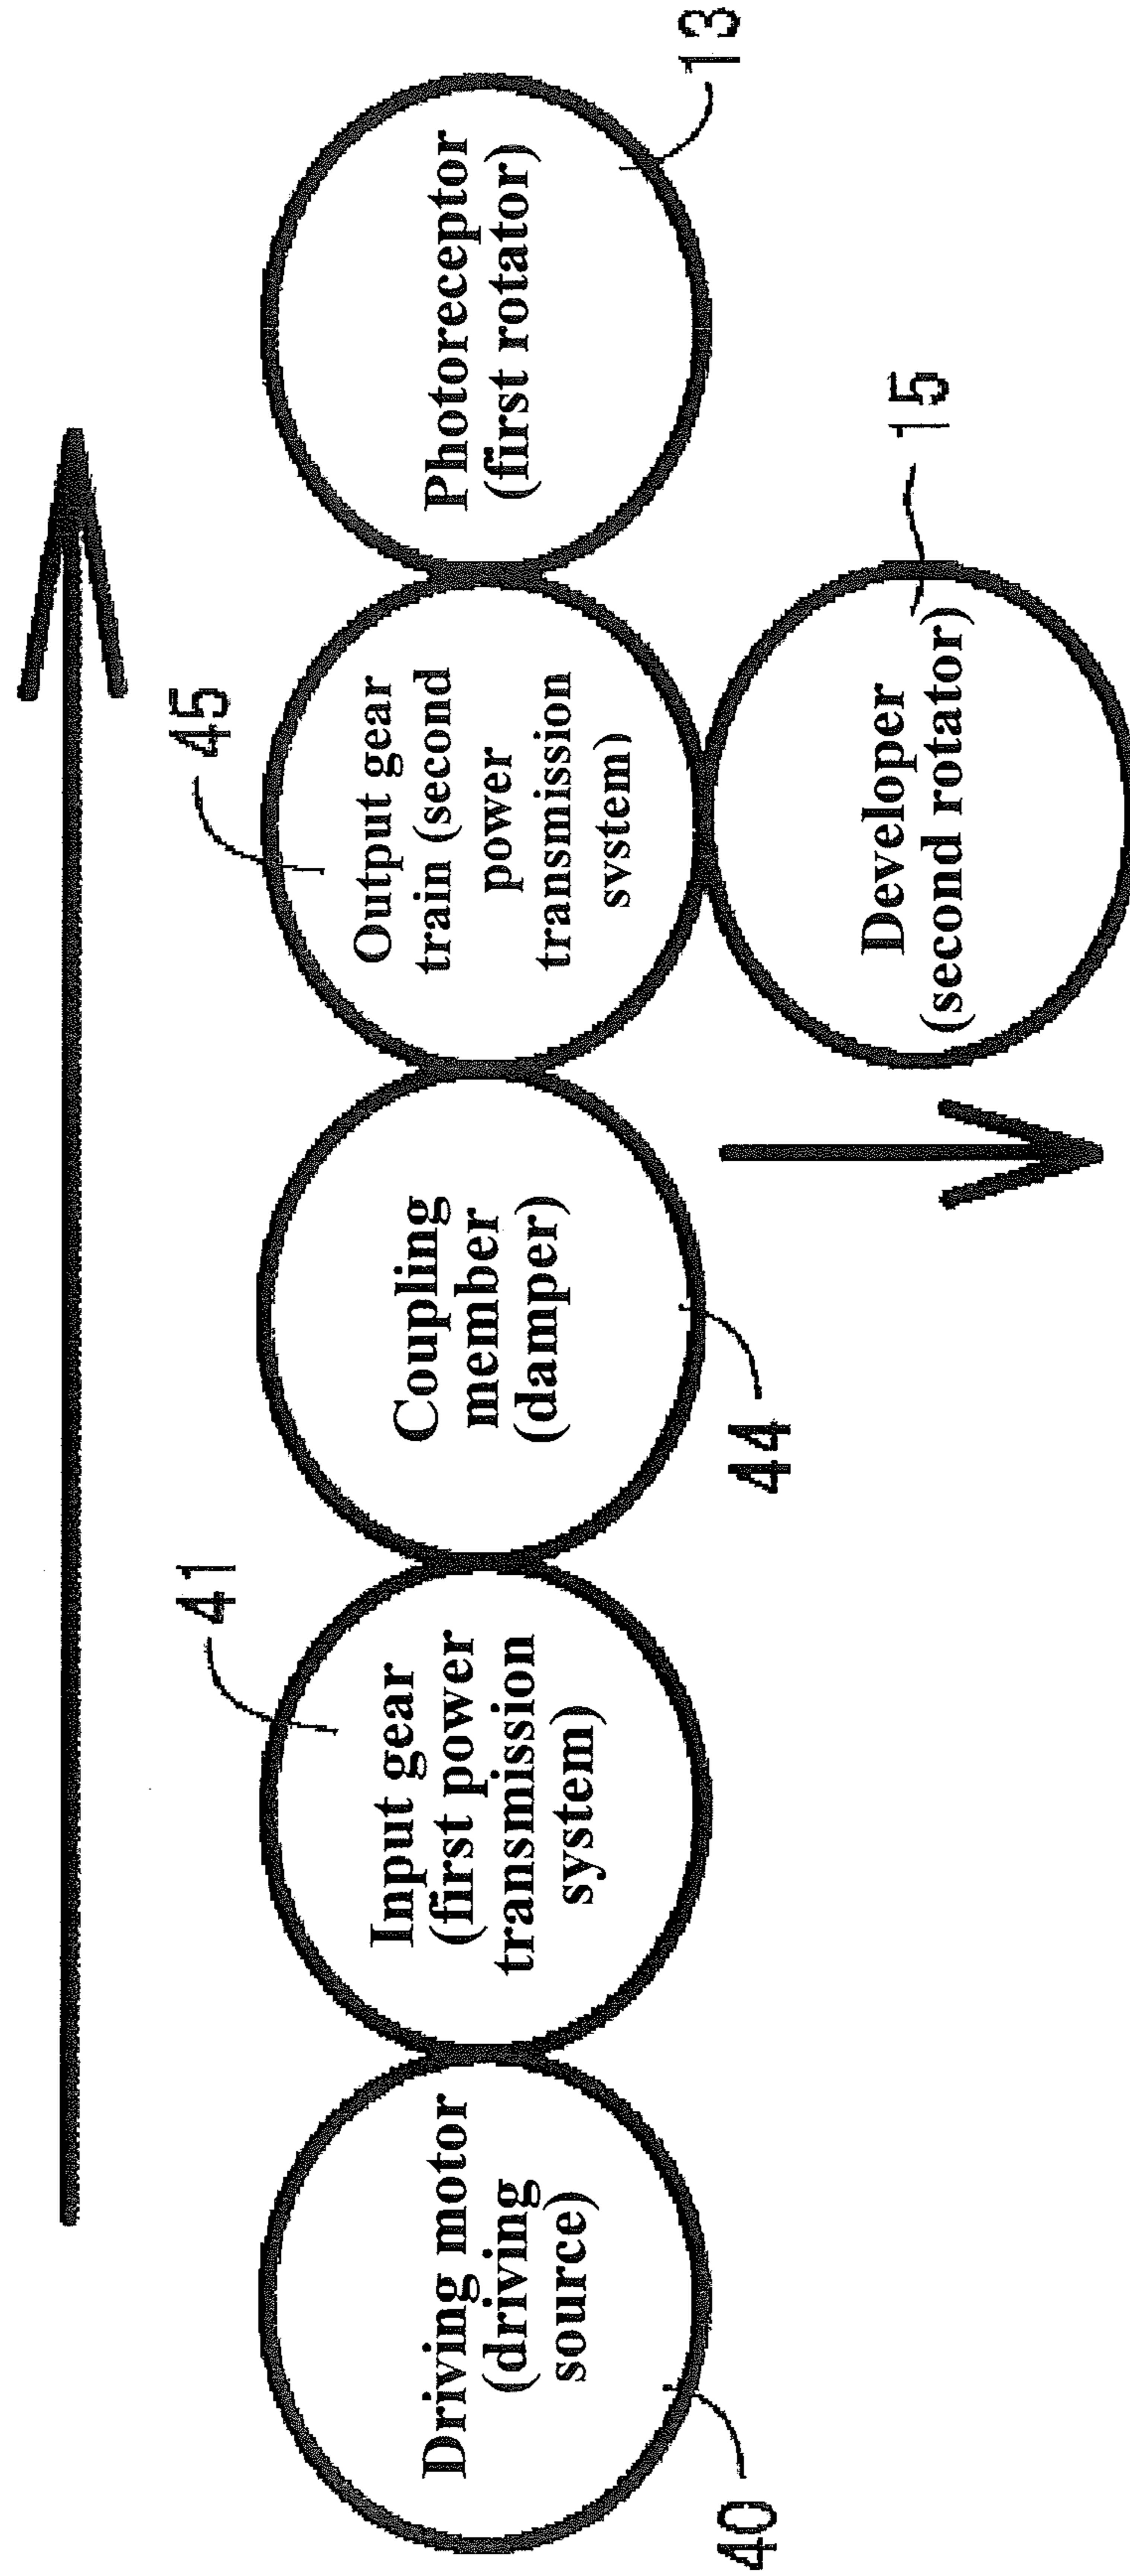 40
Driving motor
(driving
source)
41
Input gear
(first power
transmission
system)
44
Coupling
member
(damper)
45
Output gear
train (second
power
transmission
system)
13
Photoreceptor
(first rotator)
15
Developer
(second rotator)